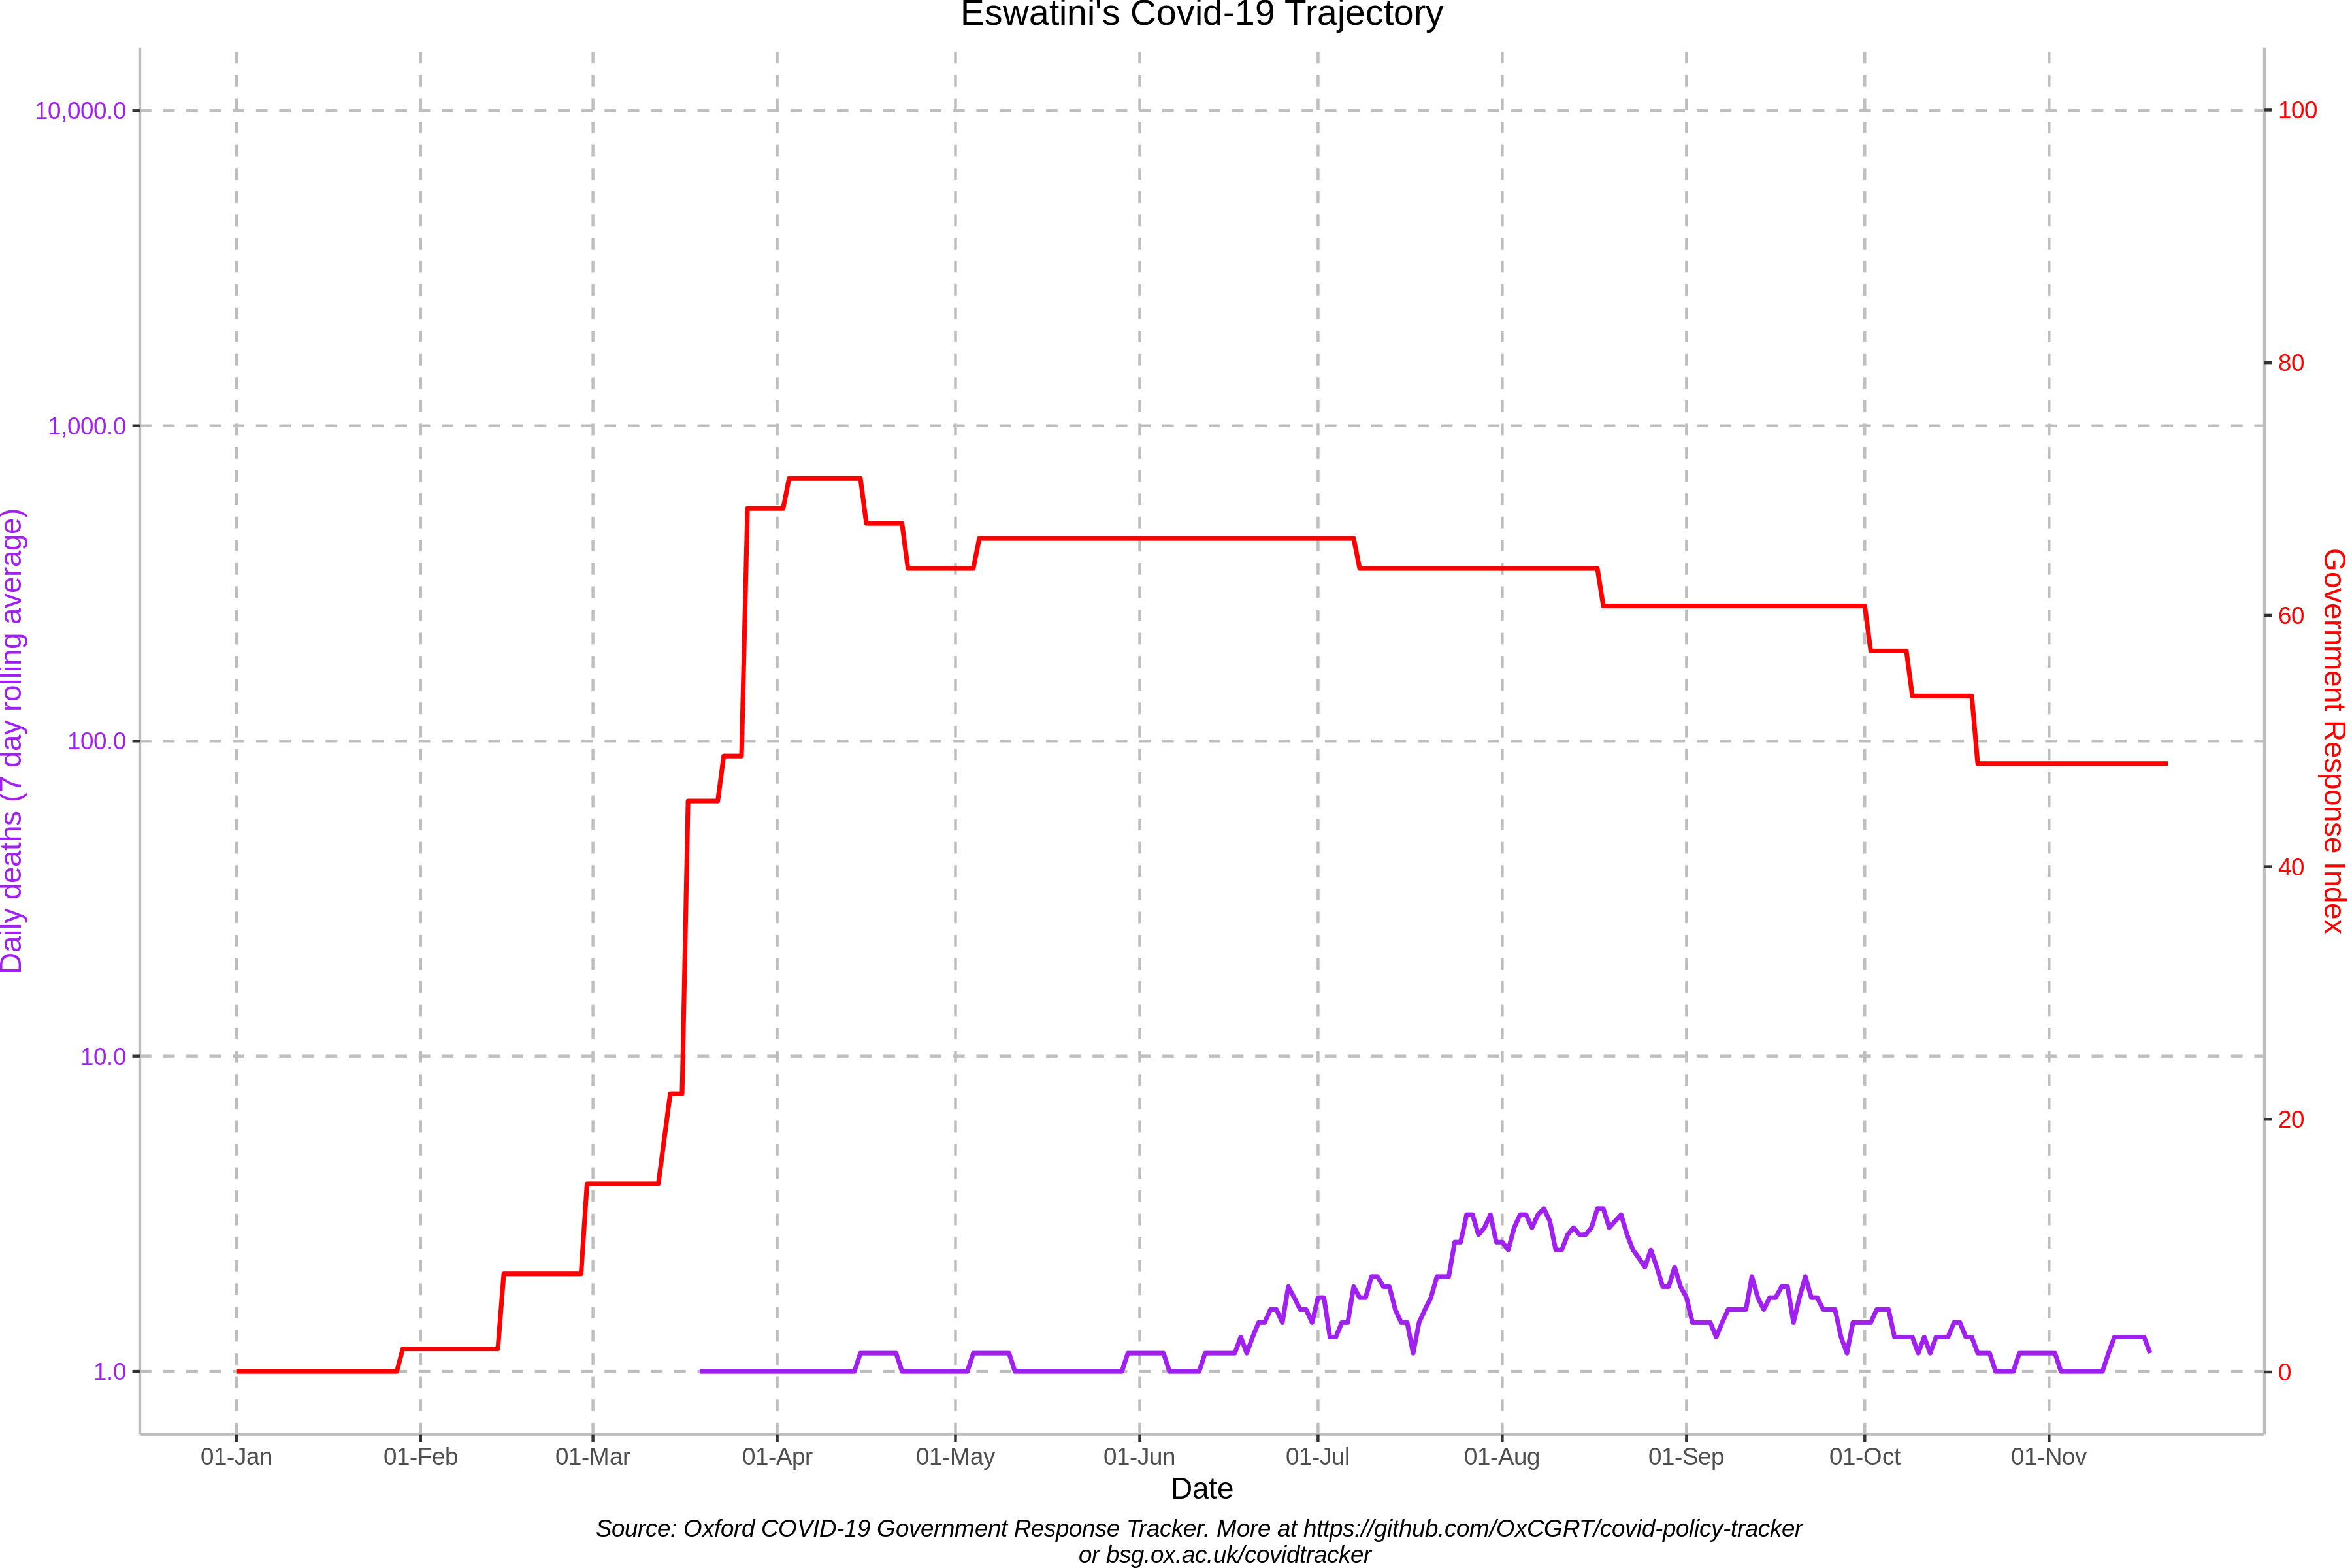 Eswatini's Covid-19 Trajectory
10,000.0
1,000.0
100.0
10.0
1.0
Daily deaths (7 day rolling average)
100
80
60
40
20
0
Government Response Index
01-Jan 01-Feb 01-Mar 01-Apr 01-May 01-Jun 01-Jul 01-Aug 01-Sep 01-Oct 01-Nov
Date
Source: Oxford COVID-19 Government Response Tracker. More at https://github.com/OxCGRT/covid-policy-tracker
or bsg.ox.ac.uk/covidtracker